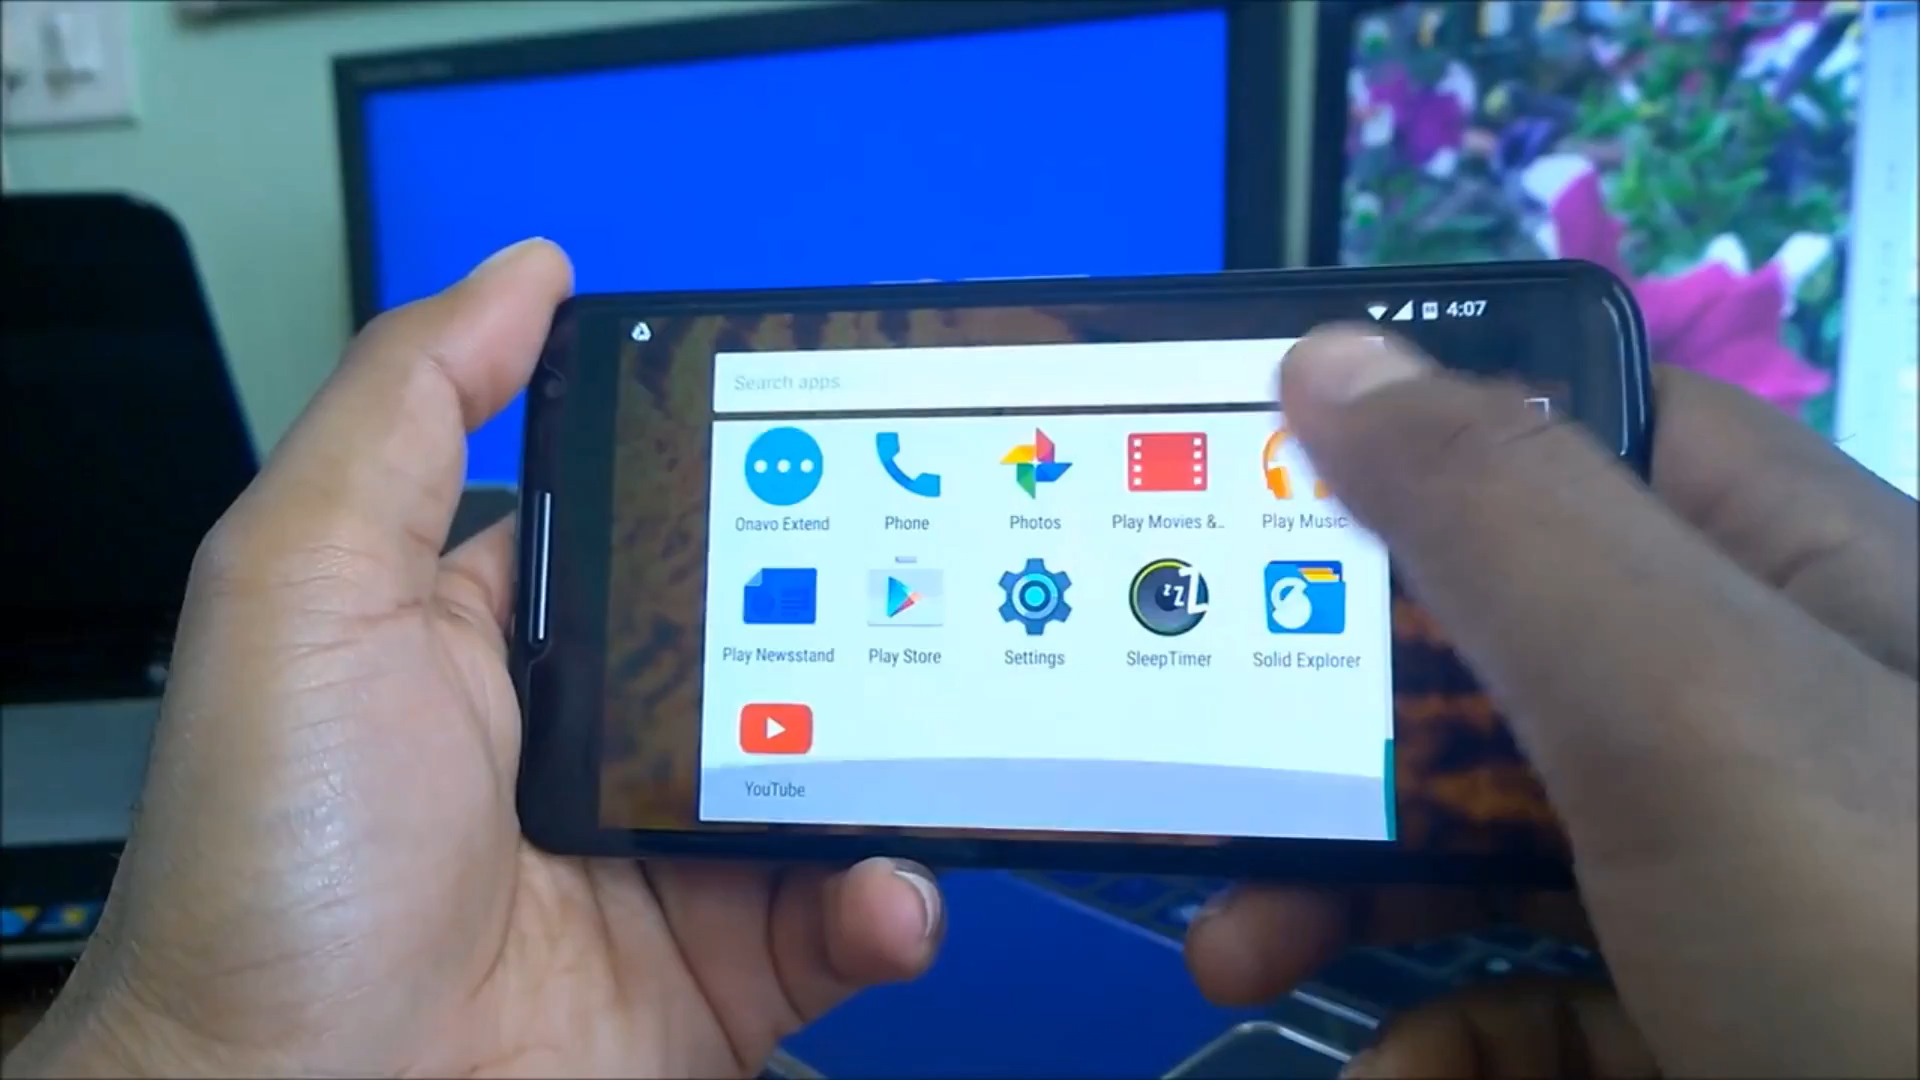 4:07
Search apps
Onavo Extend Phone Photos Play Movies &.. Play Music
Play Newsstand Play Store Settings SleepTimer Solid Explorer
YouTube